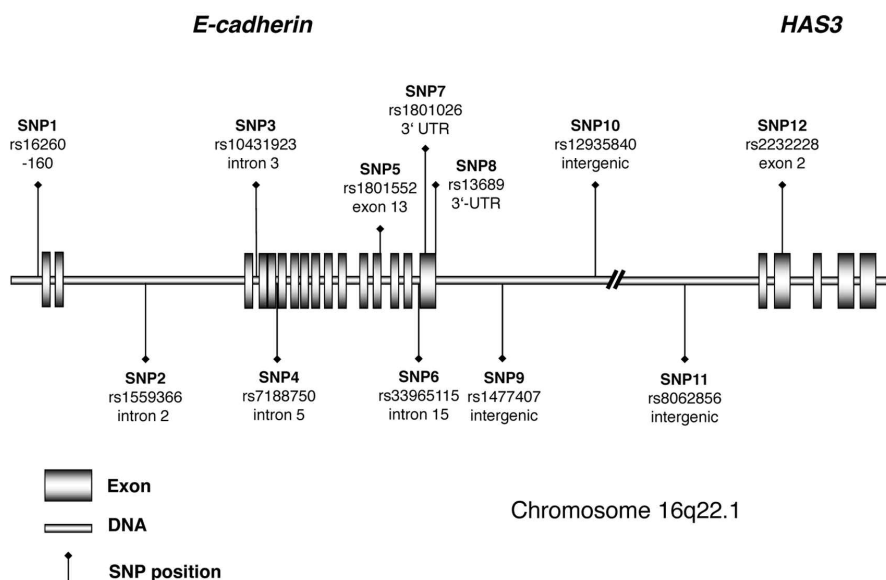 E-cadherin
HAS3
SNP1
rs16260
-160
SNP3
rs10431923
intron 3
SNP5
rs1801552
exon 13
SNP7
rs1801026
3‘ UTR
SNP8
rs13689
3‘-UTR
SNP10
rs12935840
intergenic
SNP12
rs2232228
exon 2
SNP2
rs1559366
intron 2
SNP4
rs7188750
intron 5
SNP6
rs33965115
intron 15
SNP9
rs1477407
intergenic
SNP11
rs8062856
intergenic
Exon
DNA
SNP position
Chromosome 16q22.1